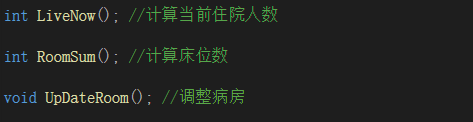 int LiveNow(); //计算当前住院人数
int RoomSum(); //计算床位数
void UpDateRoom(); //调整病房